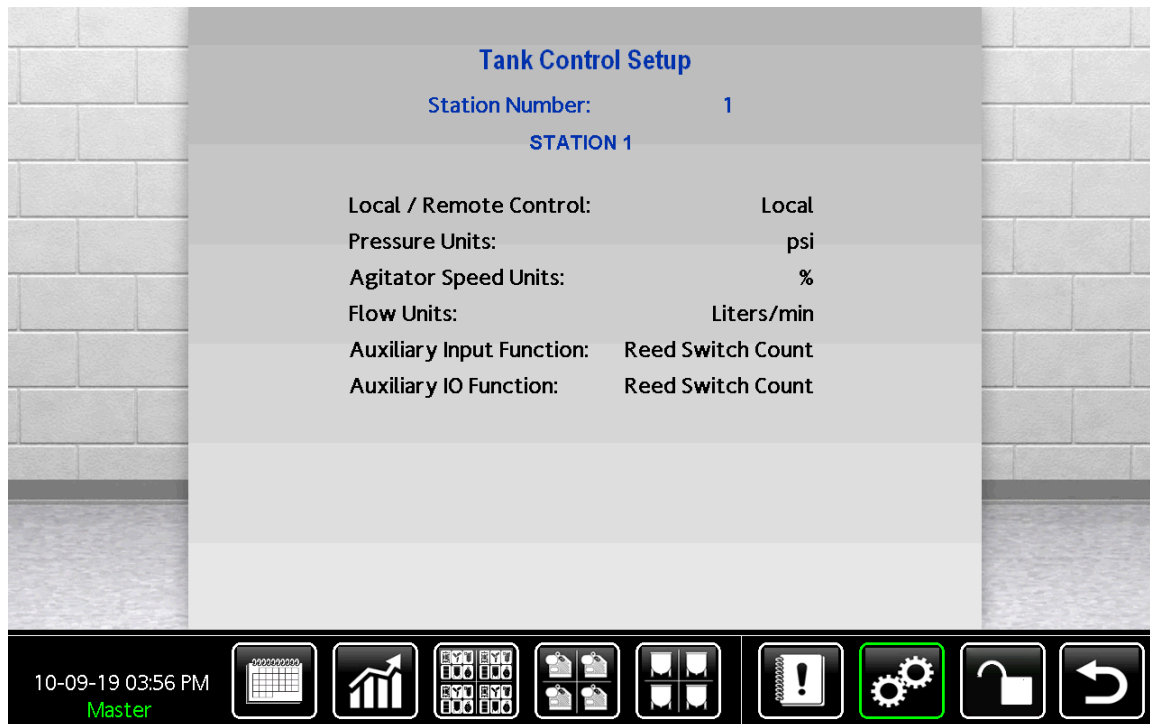 Tank Control Setup
Station Number: 1
STATION 1
Local / Remote Control: Local
Pressure Units: psi
Agitator Speed Units: %
Flow Units: Liters/min
Auxiliary Input Function: Reed Switch Count
Auxiliary IO Function: Reed Switch Count
10-09-19 03:56 PM
Master